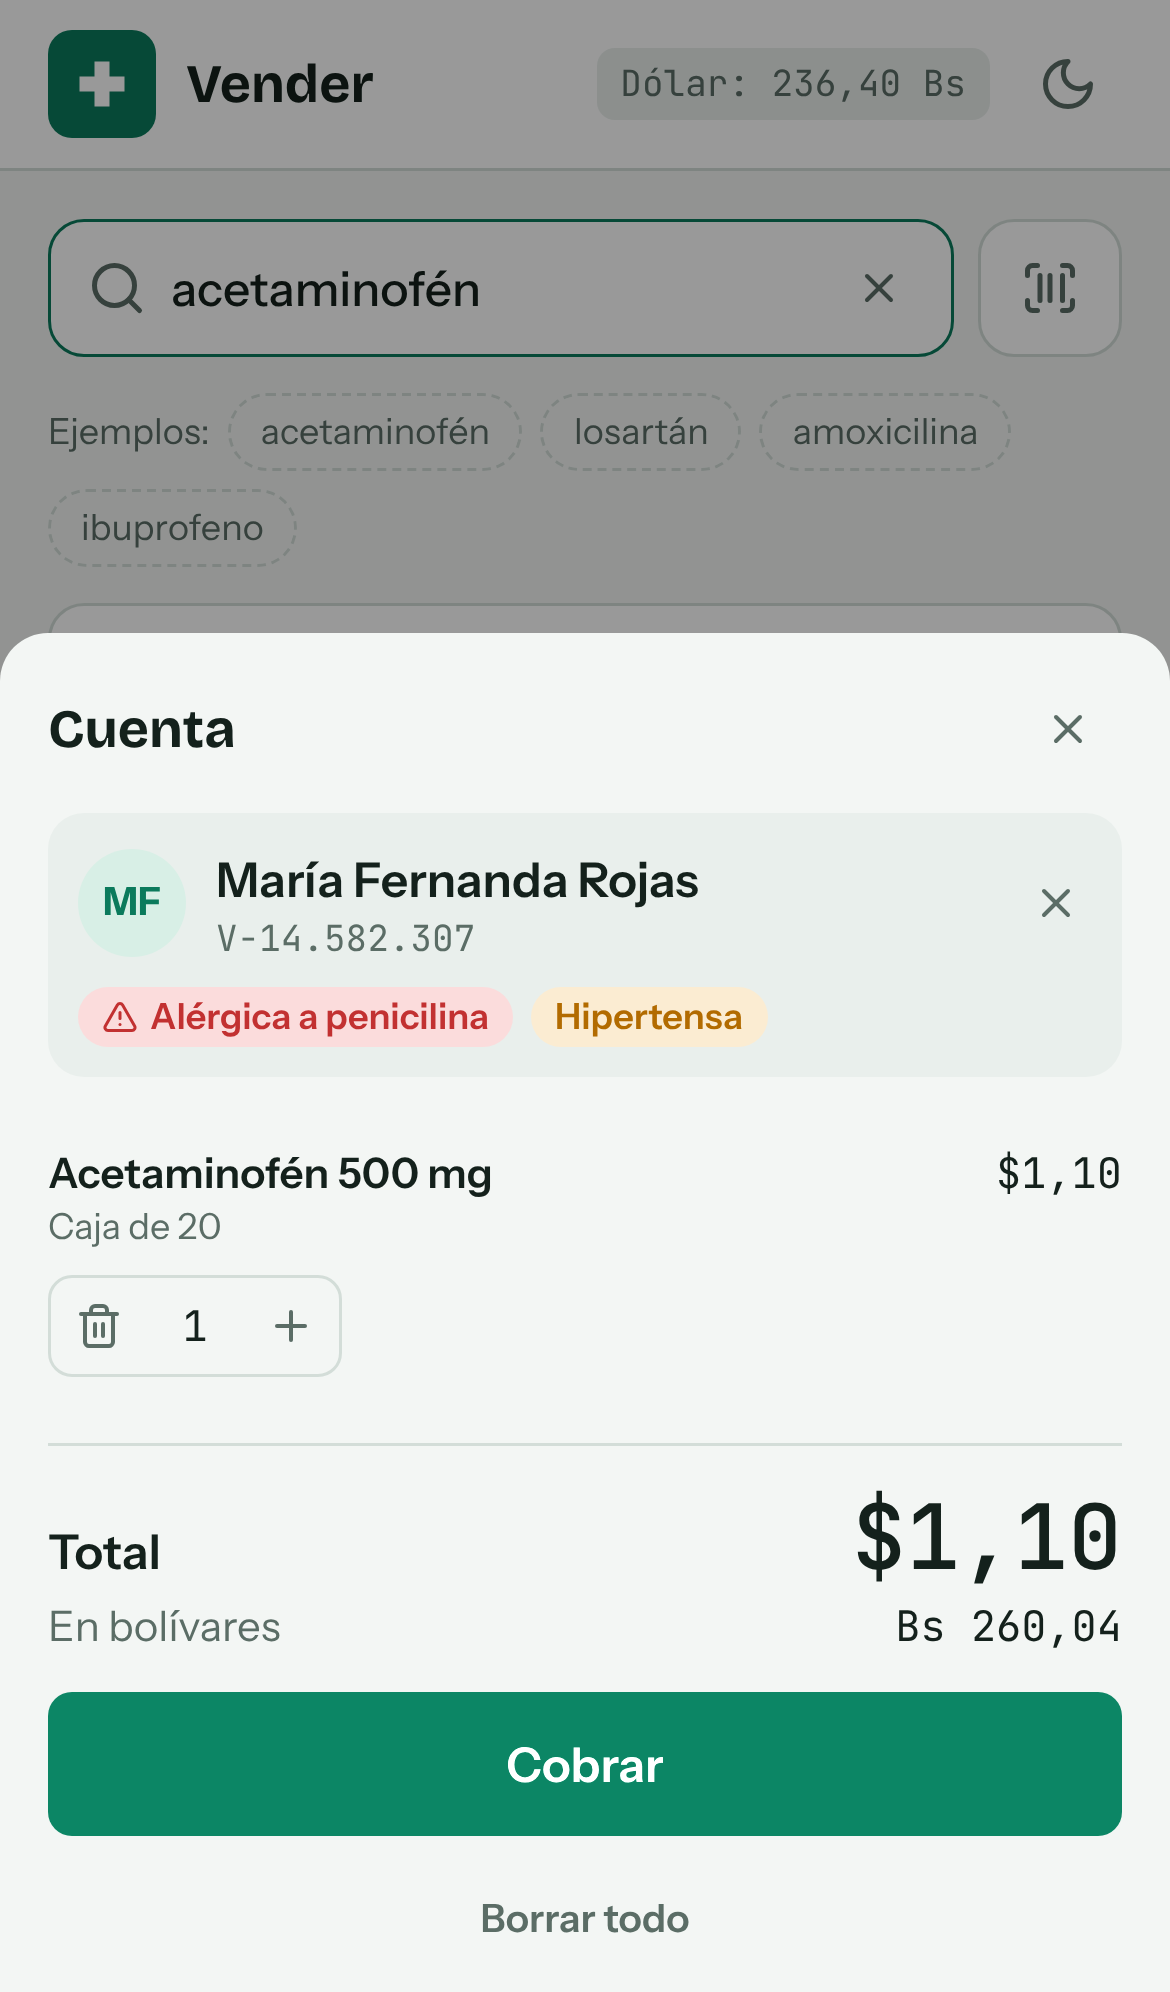 Vender
Dólar: 236,40 Bs
acetaminofén
Ejemplos: acetaminofén losartán amoxicilina
ibuprofeno
Cuenta
MF
María Fernanda Rojas
V-14.582.307
Alérgica a penicilina Hipertensa
Acetaminofén 500 mg $1,10
Caja de 20
1
Total $1,10
En bolívares Bs 260,04
Cobrar
Borrar todo